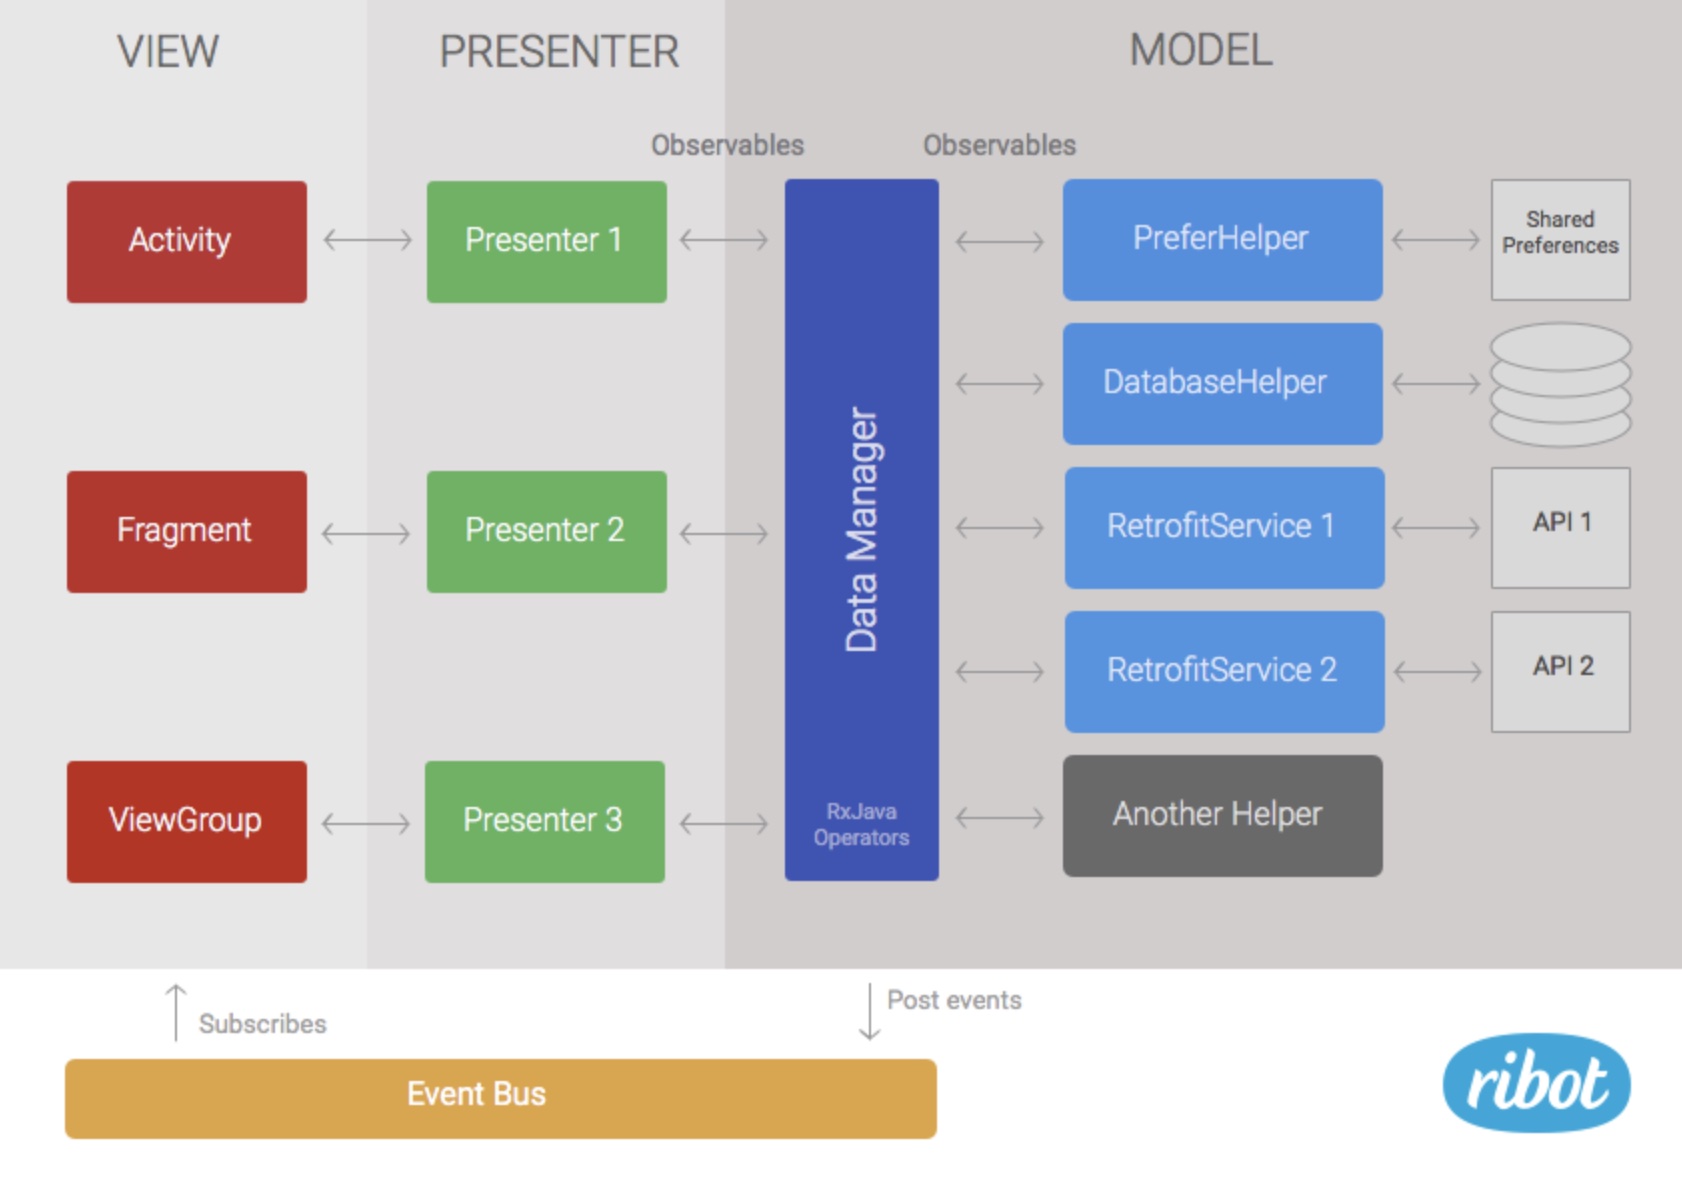 VIEW
PRESENTER
MODEL
Observables
Observables
Activity
Presenter 1
PreferHelper
Shared
Preferences
DatabaseHelper
Fragment
Presenter 2
Data Manager
RetrofitService 1
API 1
RetrofitService 2
API 2
ViewGroup
Presenter 3
RxJava
Operators
Another Helper
Subscribes
Post events
Event Bus
ribot